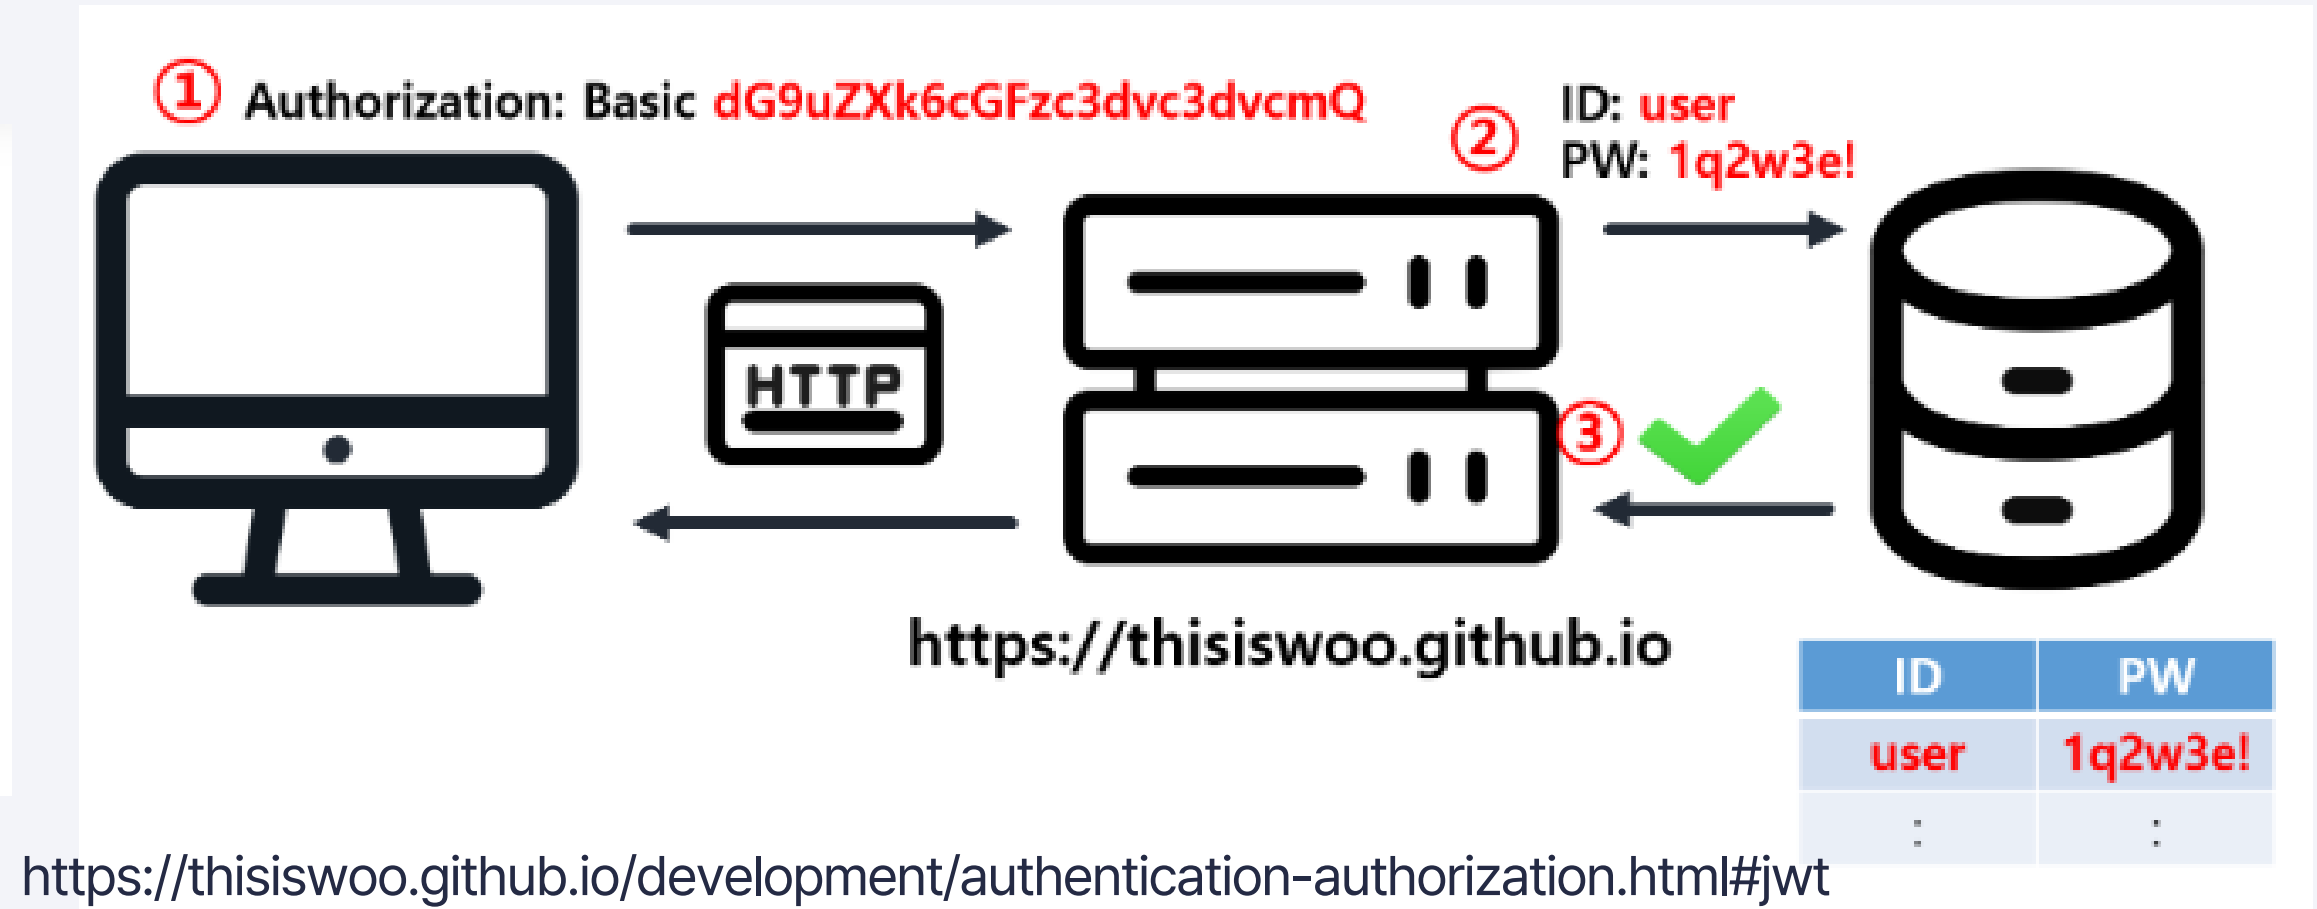 ① Authorization: Basic dG9uZXk6cGFzc3dvc3dvcmQ
② ID: user
PW: 1q2w3e!
HTTP
③
https://thisiswoo.github.io
ID PW
user 1q2w3e!
: :
https://thisiswoo.github.io/development/authentication-authorization.html#jwt